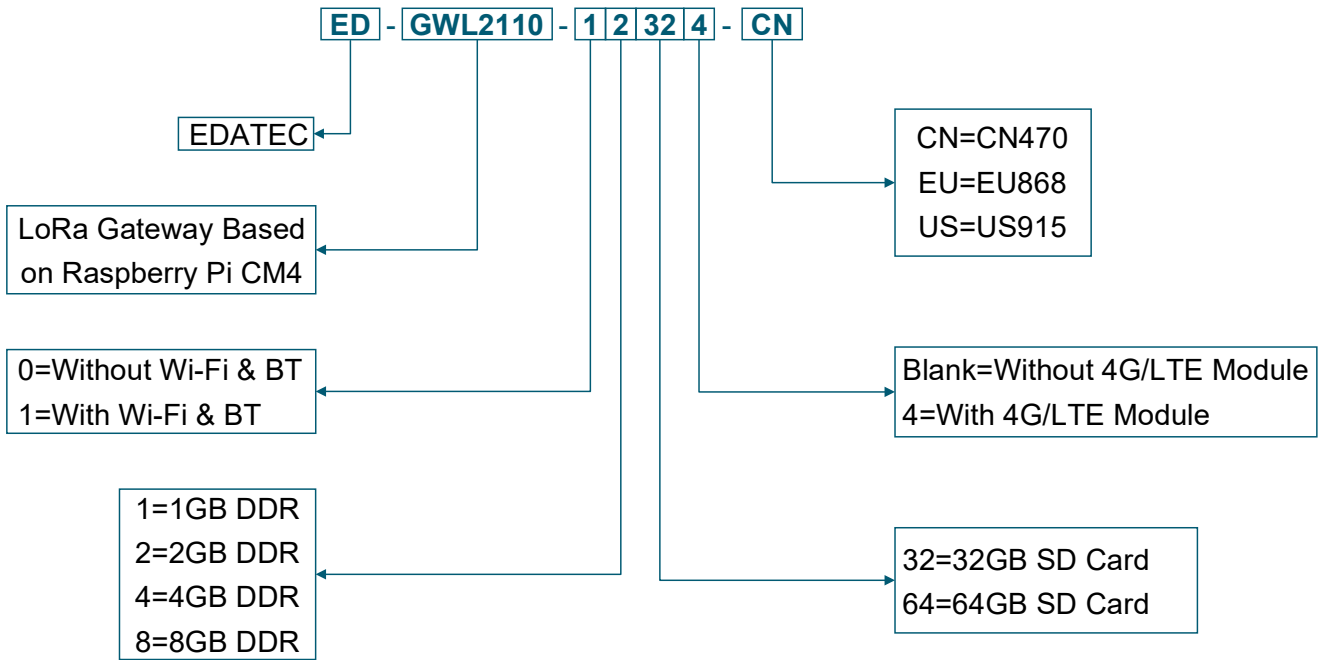 ED - GWL2110 - 1 2 32 4 - CN
EDATEC
LoRa Gateway Based
on Raspberry Pi CM4
0=Without Wi-Fi & BT
1=With Wi-Fi & BT
1=1GB DDR
2=2GB DDR
4=4GB DDR
8=8GB DDR
CN=CN470
EU=EU868
US=US915
Blank=Without 4G/LTE Module
4=With 4G/LTE Module
32=32GB SD Card
64=64GB SD Card